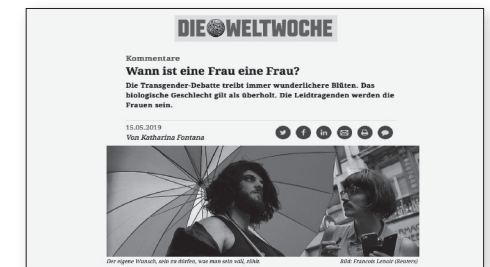 DIE WELTWOCHE
Kommentare
Wann ist eine Frau eine Frau?
Die Transgender-Debatte treibt immer wunderlichere Blüten. Das
biologische Geschlecht gilt als überholt. Die Leidtragenden werden die
Frauen sein.
15.05.2019
Von Katharina Fontana
Der eigene Wunsch, sein zu dürfen, was man sein will, zählt.
Bild: Francois Lenoir (Reuters)